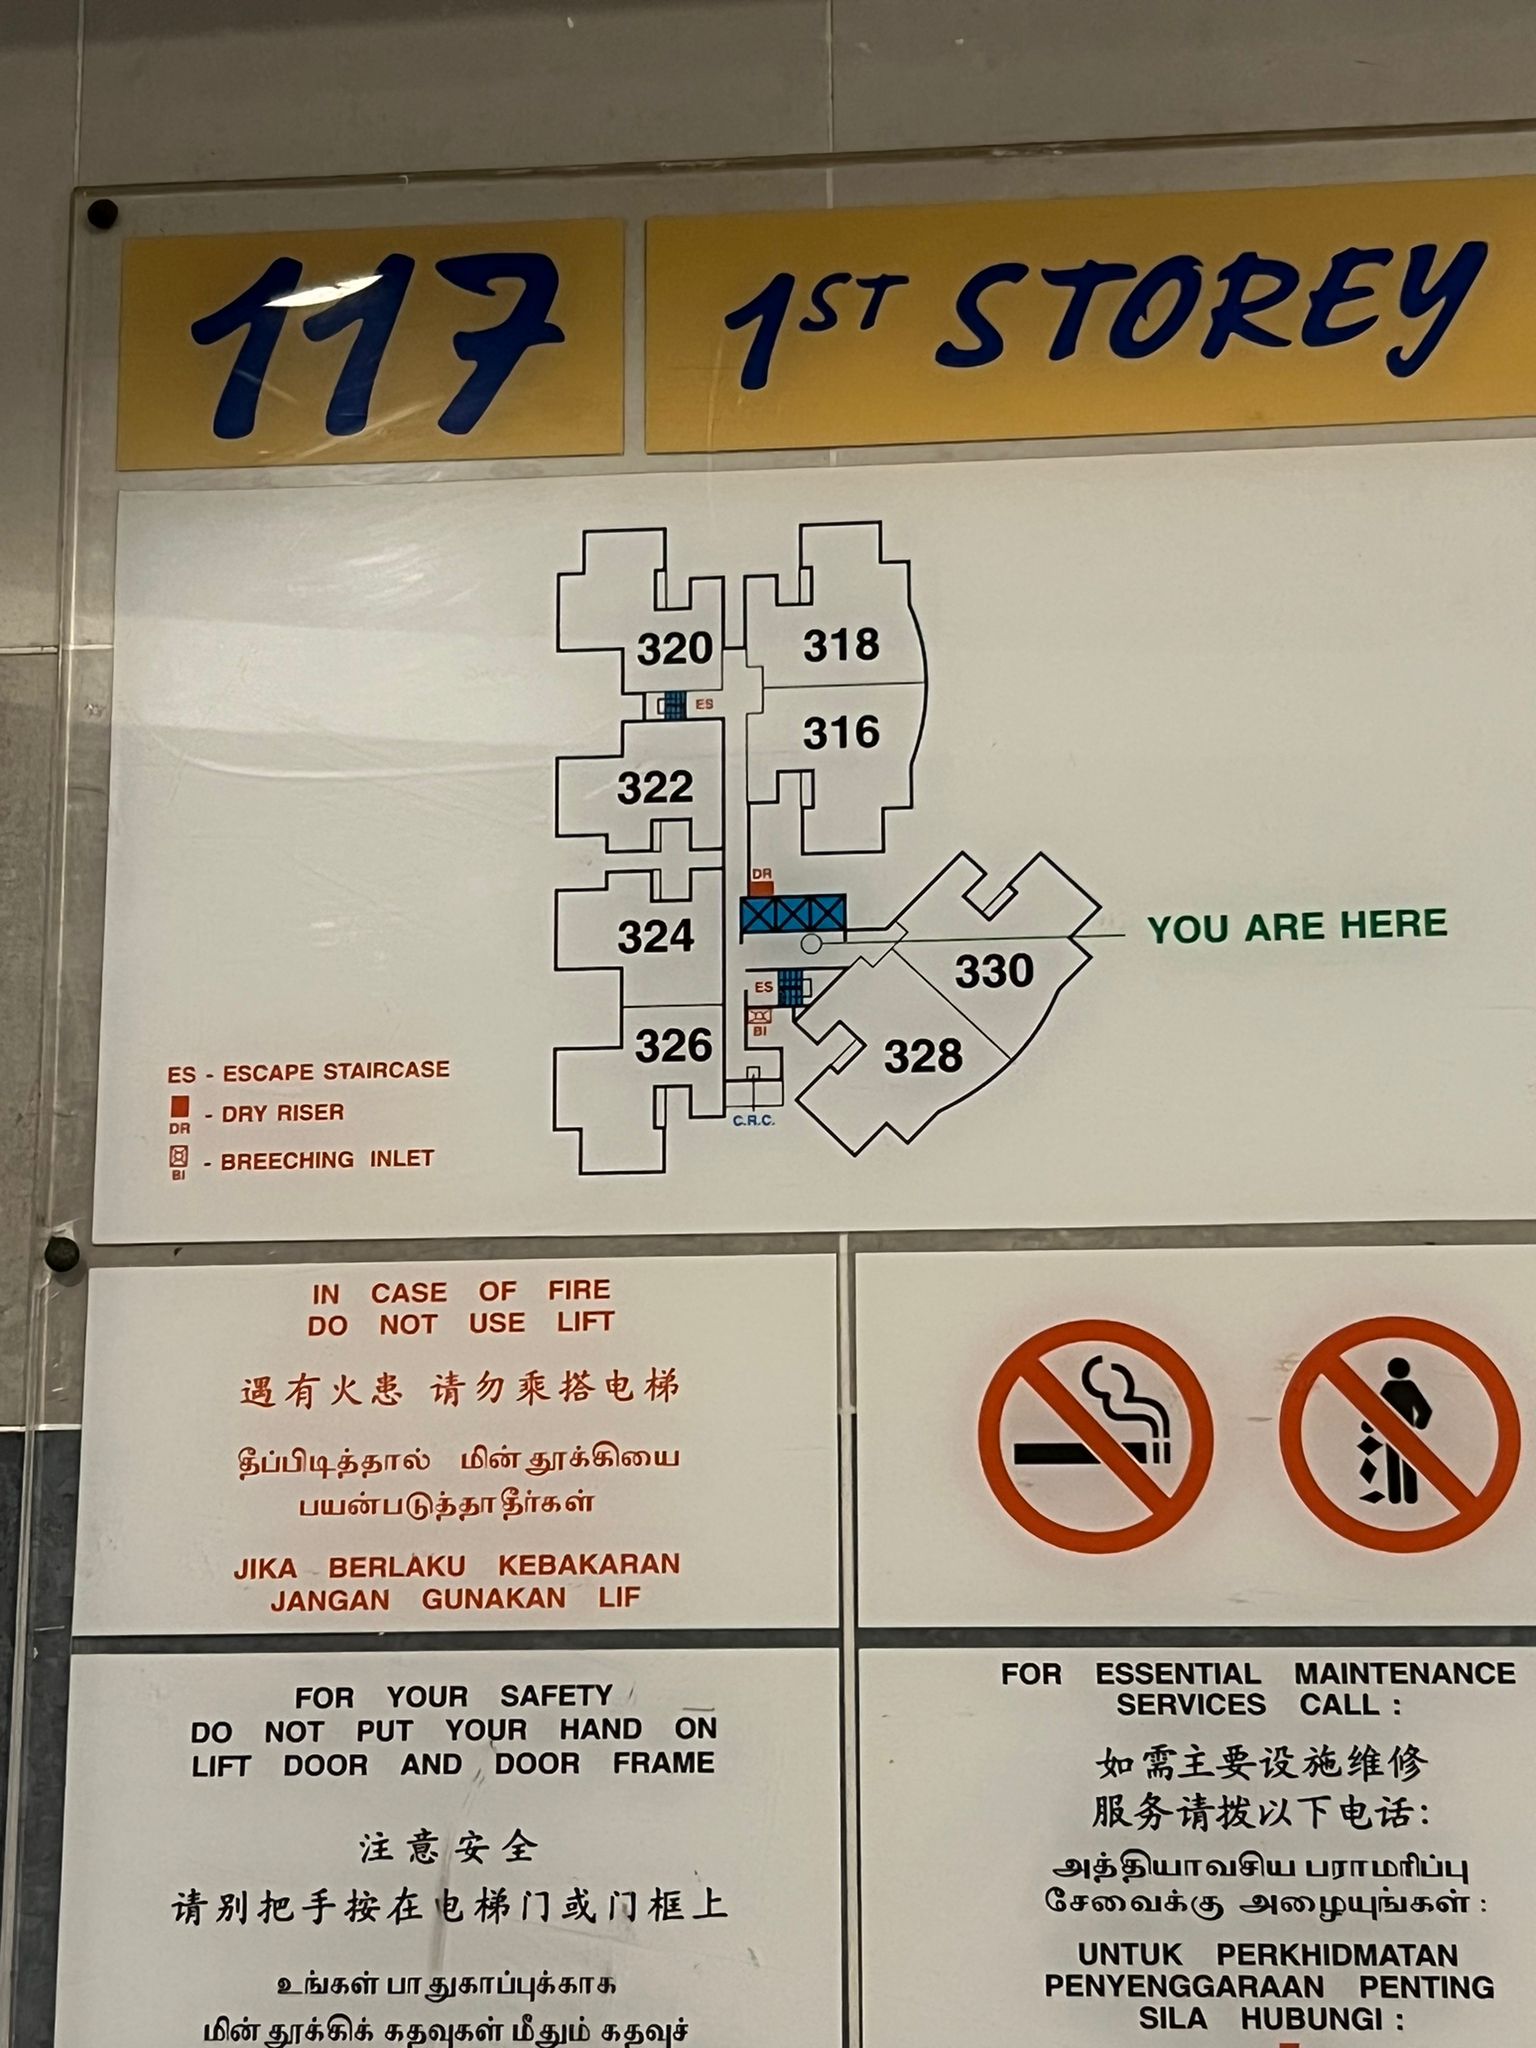 117
1ST STOREY
320
318
ES
316
322
DR
324
YOU ARE HERE
330
ES
BI
326
328
C.R.C.
ES - ESCAPE STAIRCASE
DR - DRY RISER
BI - BREECHING INLET
IN CASE OF FIRE
DO NOT USE LIFT
遇有火患 请勿乘搭电梯
தீப்பிடித்தால் மின்தூக்கியை
பயன்படுத்தாதீர்கள்
JIKA BERLAKU KEBAKARAN
JANGAN GUNAKAN LIF
FOR YOUR SAFETY
DO NOT PUT YOUR HAND ON
LIFT DOOR AND DOOR FRAME
注意安全
请别把手按在电梯门或门框上
உங்கள் பாதுகாப்புக்காக
மின்தூக்கிக் கதவுகள் மீதும் கதவுச்
FOR ESSENTIAL MAINTENANCE
SERVICES CALL :
如需主要设施维修
服务请拨以下电话:
அத்தியாவசிய பராமரிப்பு
சேவைக்கு அழையுங்கள் :
UNTUK PERKHIDMATAN
PENYENGGARAAN PENTING
SILA HUBUNGI :